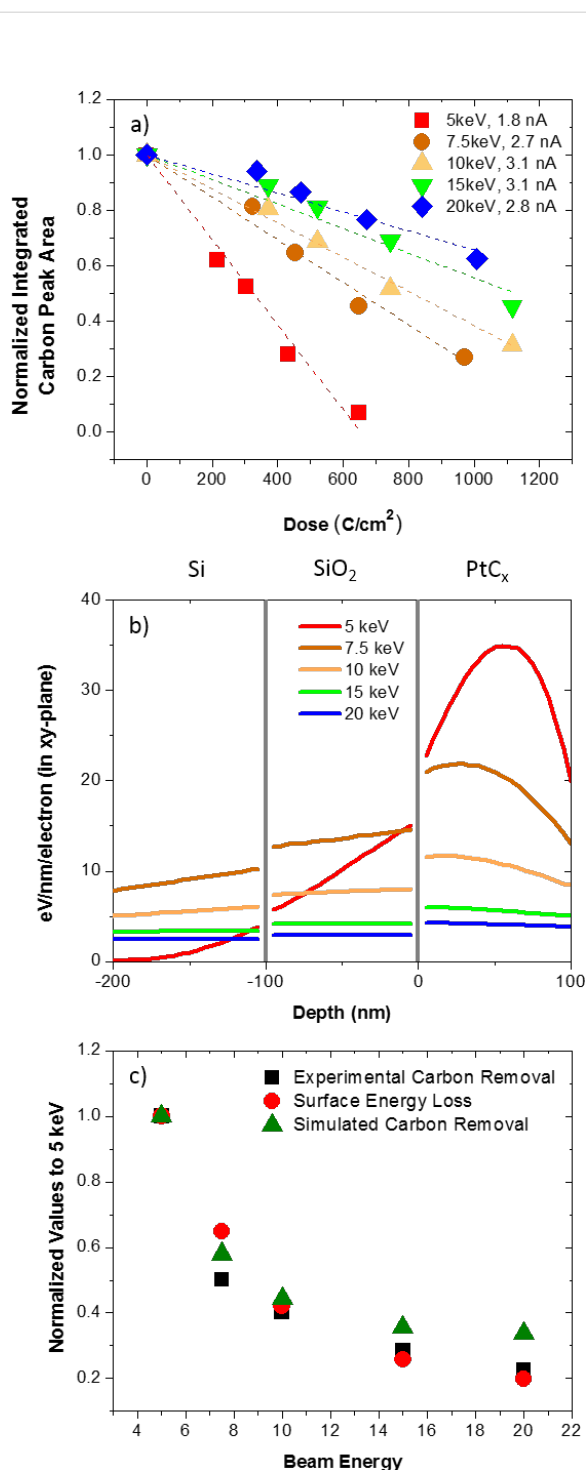 1.2
a)
5keV, 1.8 nA
7.5keV, 2.7 nA
10keV, 3.1 nA
15keV, 3.1 nA
20keV, 2.8 nA
1.0
0.8
0.6
0.4
0.2
0.0
Normalized Integrated
Carbon Peak Area
0 200 400 600 800 1000 1200
Dose (C/cm²)
Si SiO₂ PtCₓ
40
b)
5 keV
7.5 keV
10 keV
15 keV
20 keV
30
20
10
0
eV/nm/electron (in xy-plane)
-200 -100 0 100
Depth (nm)
1.2
c)
Experimental Carbon Removal
Surface Energy Loss
Simulated Carbon Removal
1.0
0.8
0.6
0.4
0.2
Normalized Values to 5 keV
4 6 8 10 12 14 16 18 20 22
Beam Energy